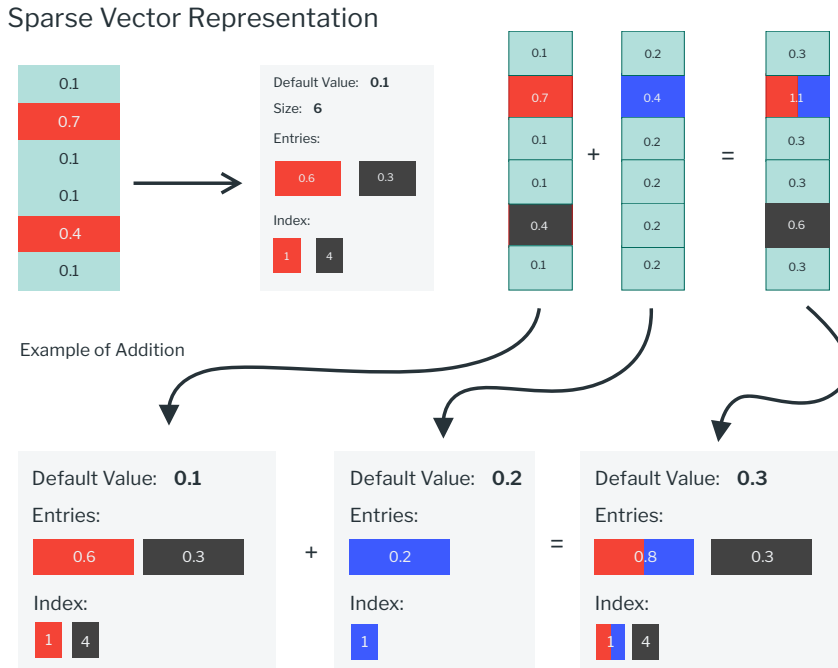 Sparse Vector Representation
0.1
0.7
0.1
0.1
0.4
0.1
Default Value: 0.1
Size: 6
Entries:
0.6 0.3
Index:
1 4
0.1
0.7
0.1
0.1
0.4
0.1
+
0.2
0.4
0.2
0.2
0.2
0.2
=
0.3
1.1
0.3
0.3
0.6
0.3
Example of Addition
Default Value: 0.1
Entries:
0.6 0.3
Index:
1 4
+
Default Value: 0.2
Entries:
0.2
Index:
1
=
Default Value: 0.3
Entries:
0.8 0.3
Index:
1 4